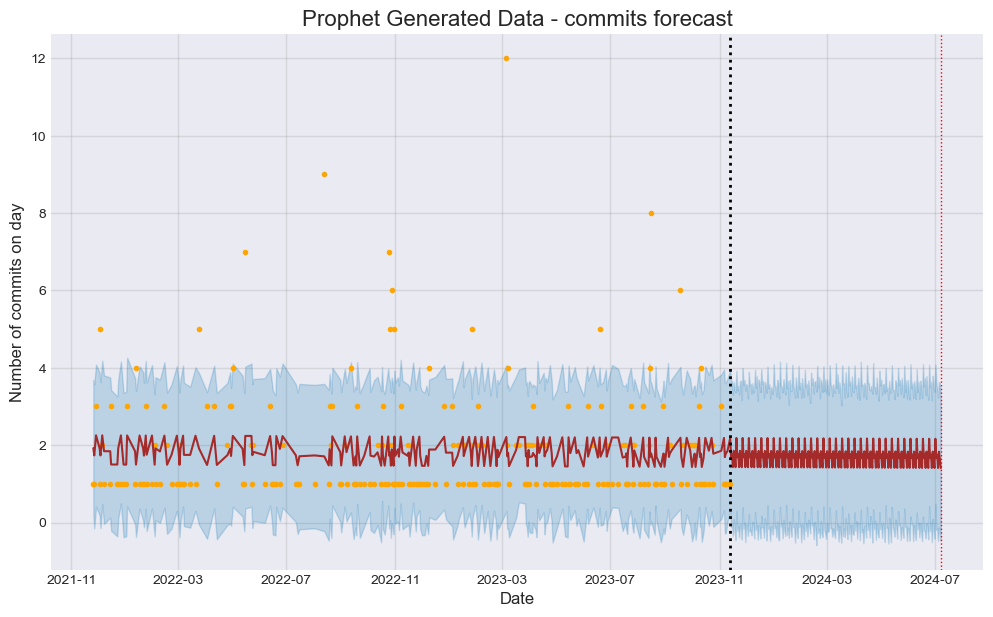 Prophet Generated Data - commits forecast
Number of commits on day
12
10
8
6
4
2
0
2021-11 2022-03 2022-07 2022-11 2023-03 2023-07 2023-11 2024-03 2024-07
Date